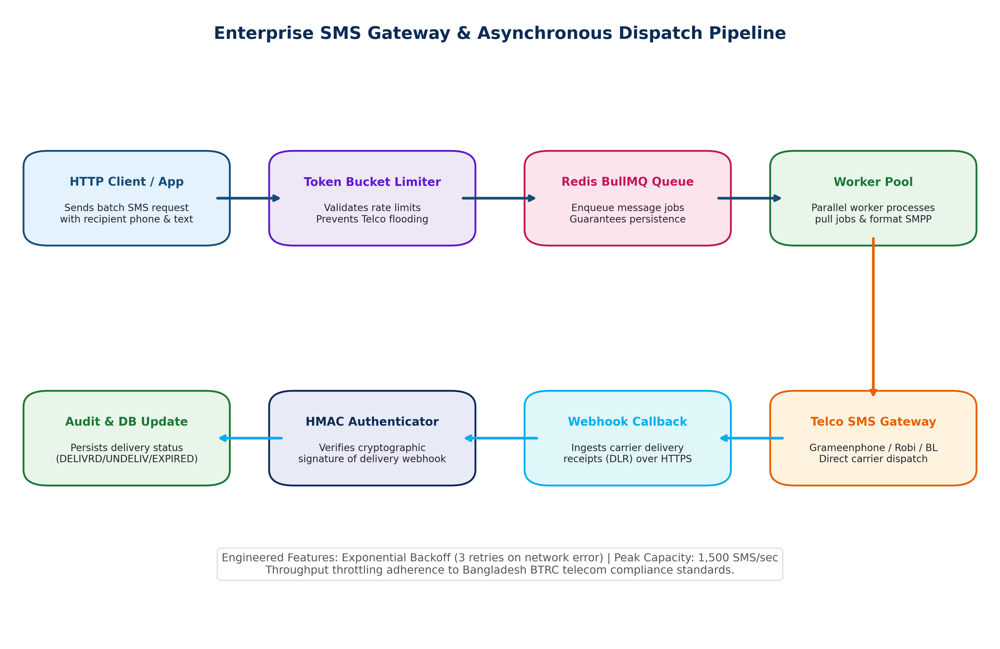 Enterprise SMS Gateway & Asynchronous Dispatch Pipeline
HTTP Client / App
Sends batch SMS request
with recipient phone & text
Token Bucket Limiter
Validates rate limits
Prevents Telco flooding
Redis BullMQ Queue
Enqueue message jobs
Guarantees persistence
Worker Pool
Parallel worker processes
pull jobs & format SMPP
Audit & DB Update
Persists delivery status
(DELIVRD/UNDELIV/EXPIRED)
HMAC Authenticator
Verifies cryptographic
signature of delivery webhook
Webhook Callback
Ingests carrier delivery
receipts (DLR) over HTTPS
Telco SMS Gateway
Grameenphone / Robi / BL
Direct carrier dispatch
Engineered Features: Exponential Backoff (3 retries on network error) | Peak Capacity: 1,500 SMS/sec
Throughput throttling adherence to Bangladesh BTRC telecom compliance standards.